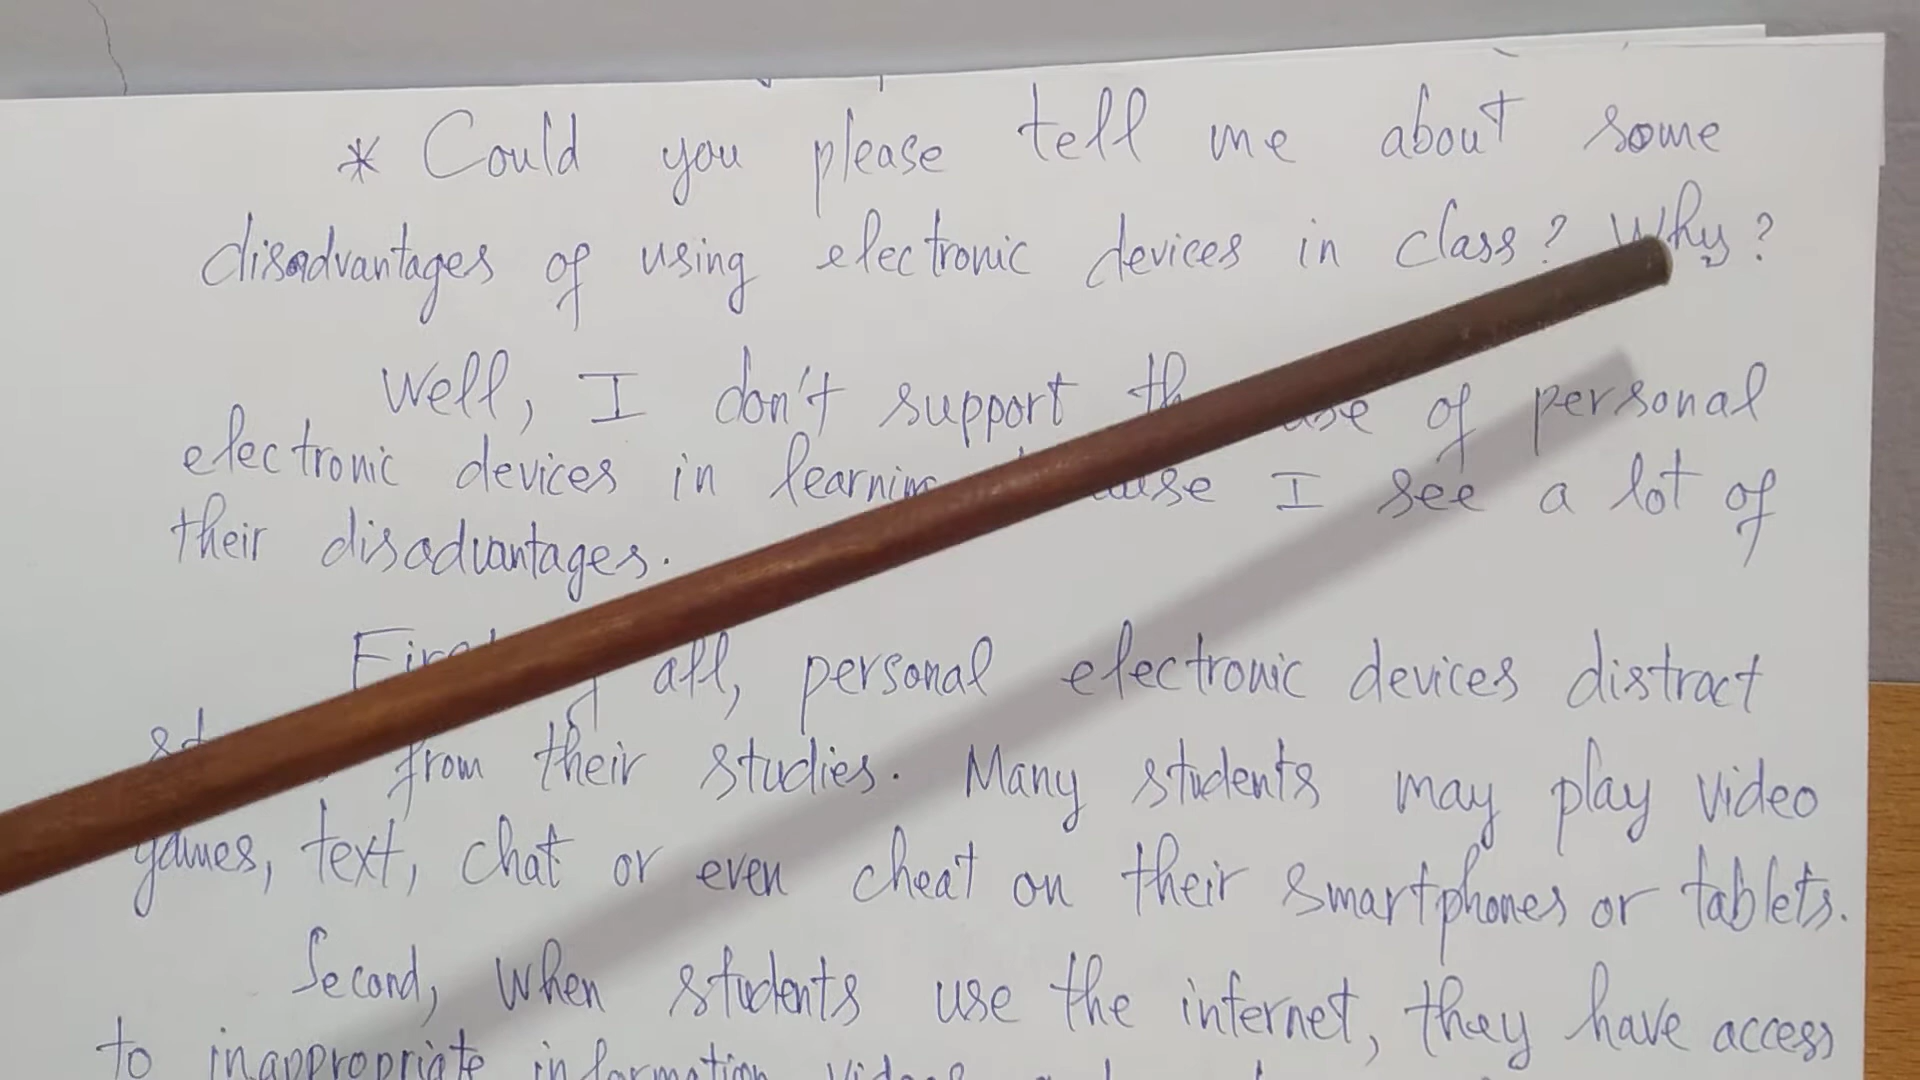 * Could you please tell me about some
disadvantages of using electronic devices in class? Why?
Well, I don't support use of personal
electronic devices in learning I see a lot of
their disadvantages.
all, personal electronic devices distract
from their studies. Many students may play video
games, text, chat or even cheat on their smartphones or tablets.
Second, when students use the internet, they have access
to inappropriate information